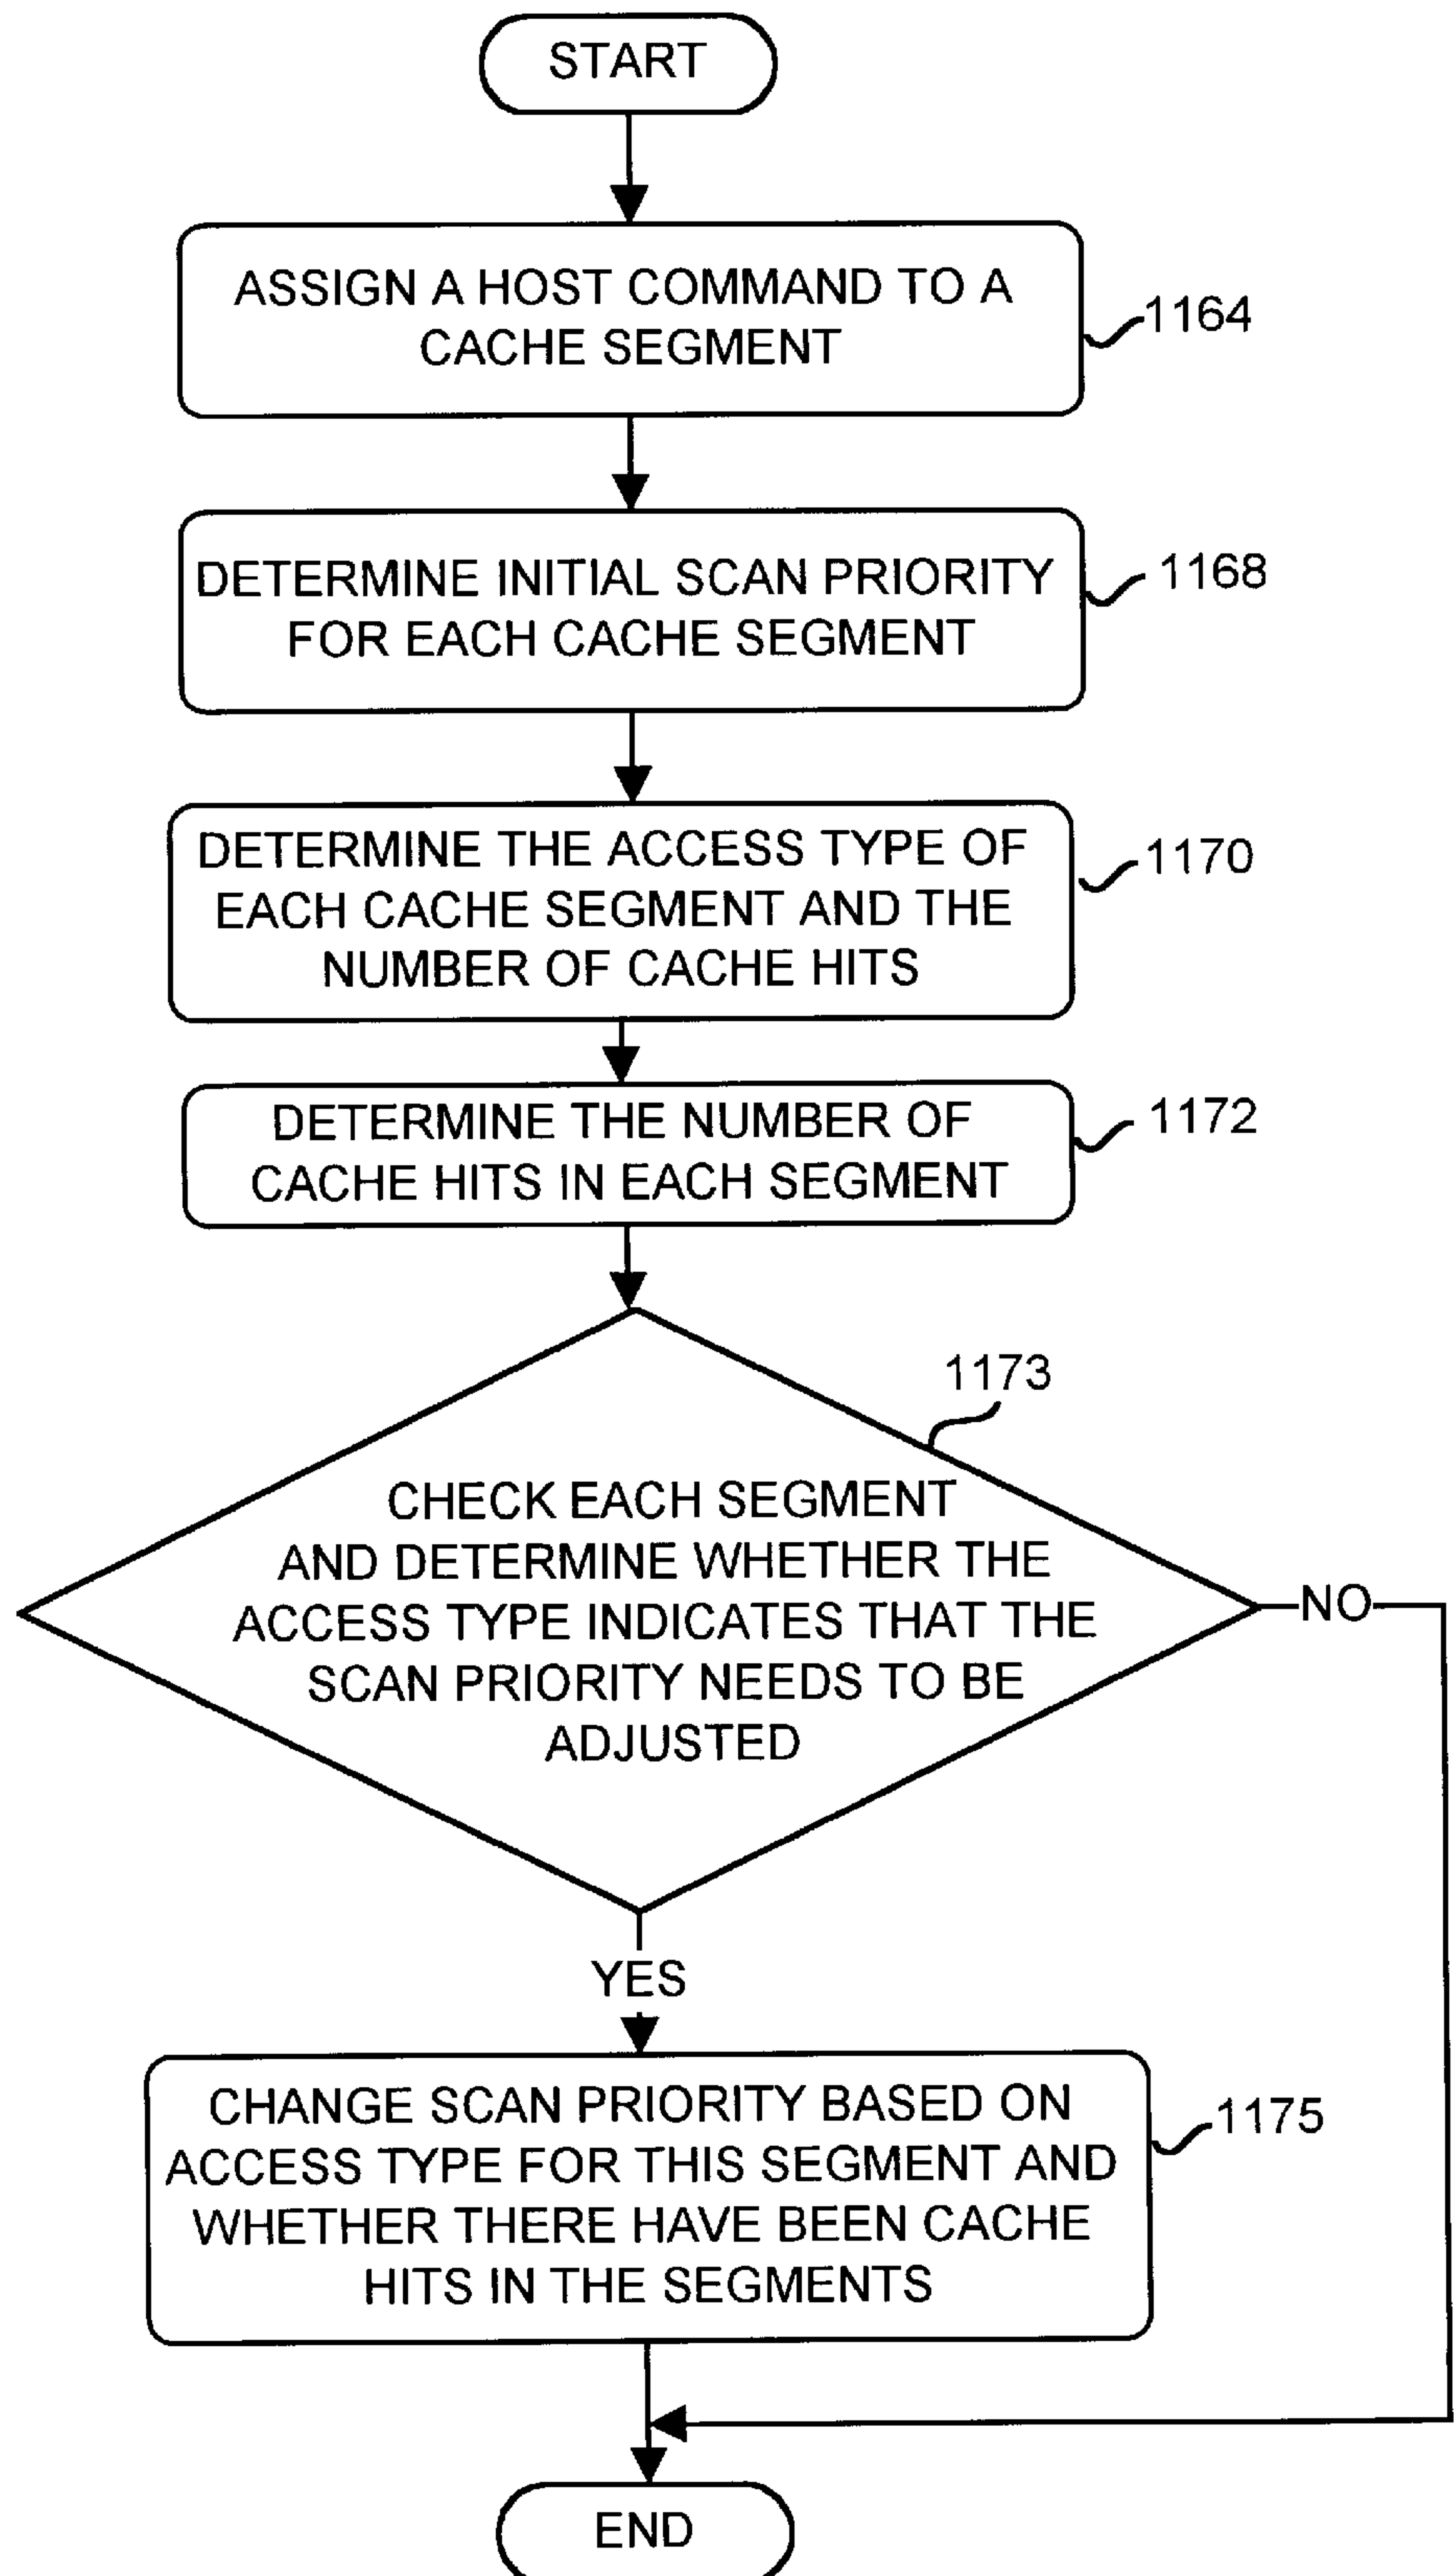 START
ASSIGN A HOST COMMAND TO A
CACHE SEGMENT
1164
DETERMINE INITIAL SCAN PRIORITY
FOR EACH CACHE SEGMENT
1168
DETERMINE THE ACCESS TYPE OF
EACH CACHE SEGMENT AND THE
NUMBER OF CACHE HITS
1170
DETERMINE THE NUMBER OF
CACHE HITS IN EACH SEGMENT
1172
1173
CHECK EACH SEGMENT
AND DETERMINE WHETHER THE
ACCESS TYPE INDICATES THAT THE
SCAN PRIORITY NEEDS TO BE
ADJUSTED
NO
YES
CHANGE SCAN PRIORITY BASED ON
ACCESS TYPE FOR THIS SEGMENT AND
WHETHER THERE HAVE BEEN CACHE
HITS IN THE SEGMENTS
1175
END